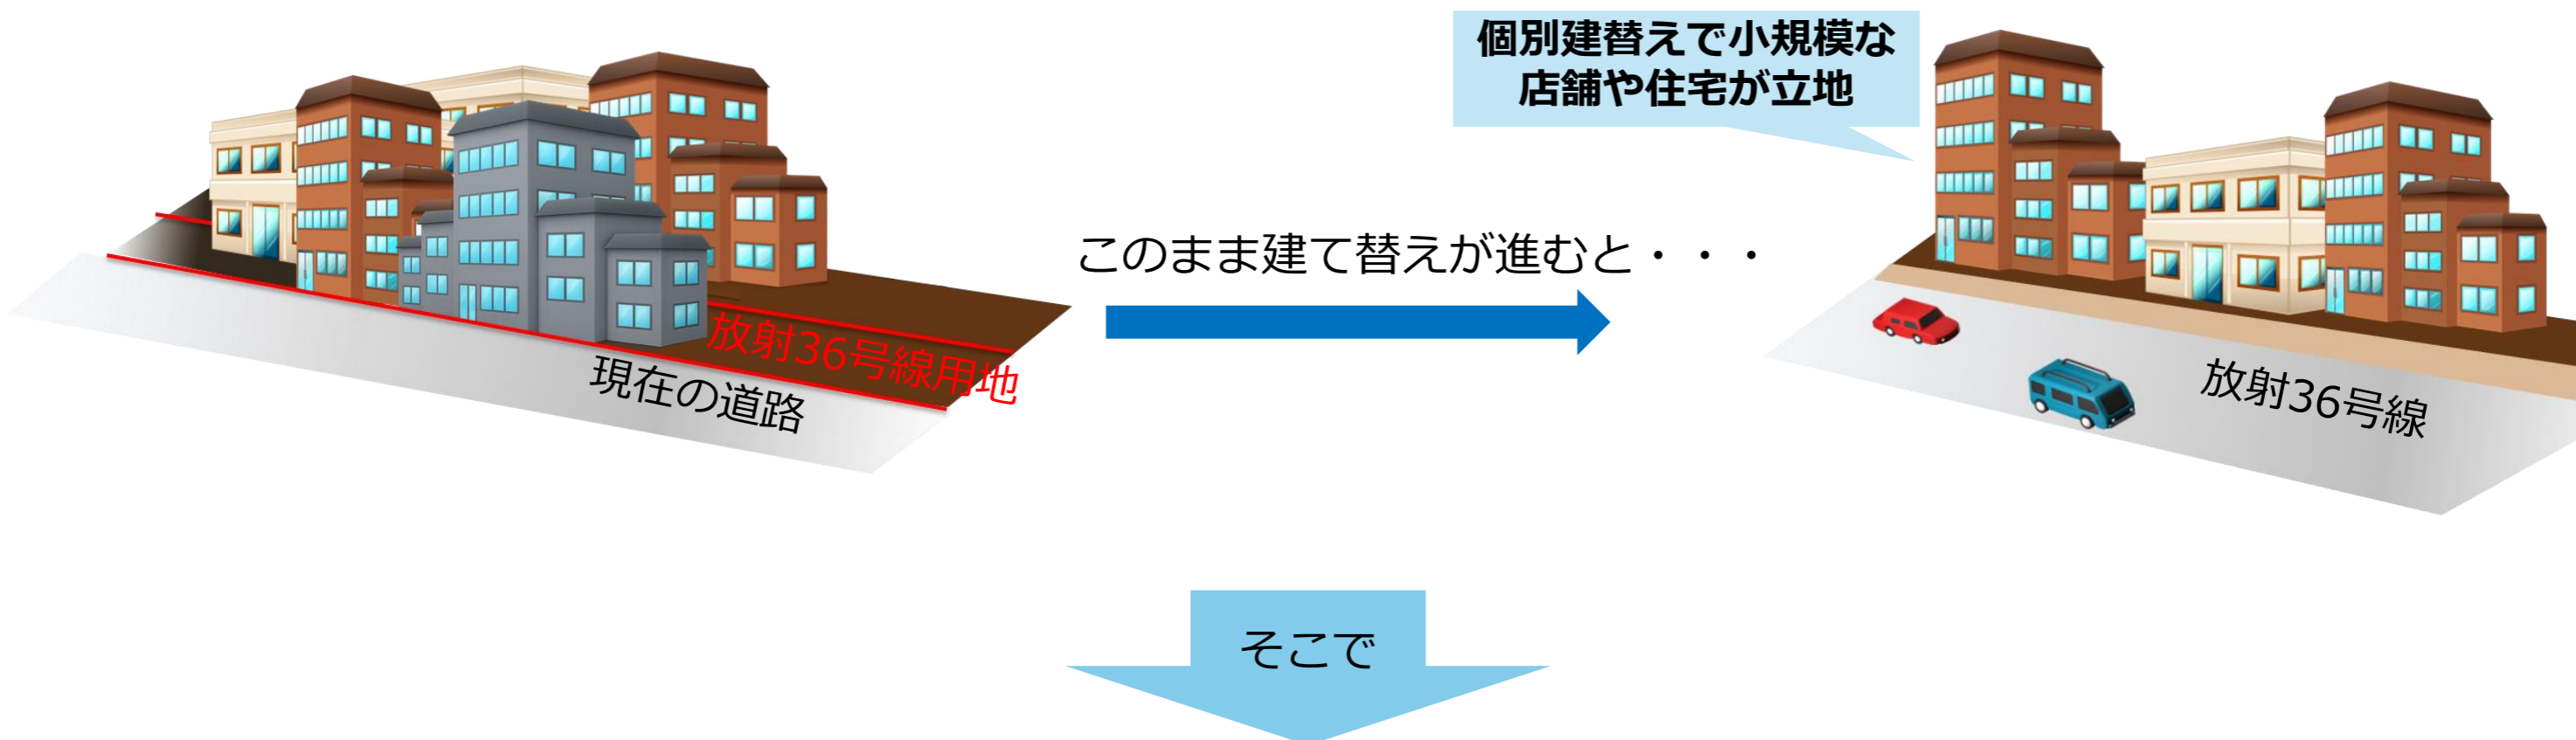 個別建替えで小規模な
店舗や住宅が立地
このまま建て替えが進むと・・・
放射36号線用地
現在の道路
放射36号線
そこで